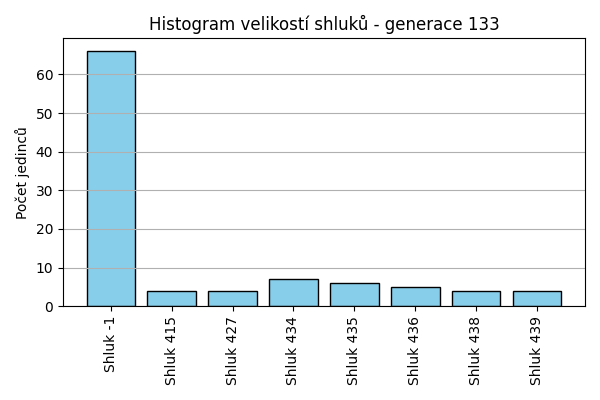 Histogram velikostí shluků - generace 133
Počet jedinců
60
50
40
30
20
10
0
Shluk -1
Shluk 415
Shluk 427
Shluk 434
Shluk 435
Shluk 436
Shluk 438
Shluk 439